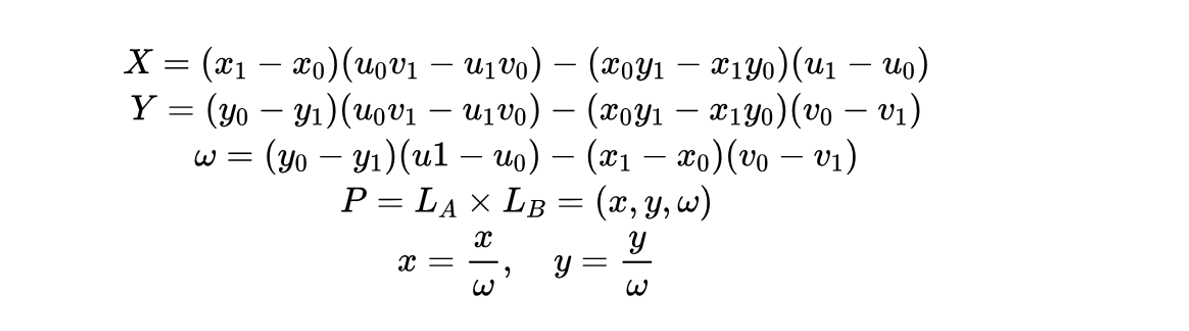 X = (x₁ − x₀)(u₀v₁ − u₁v₀) − (x₀y₁ − x₁y₀)(u₁ − u₀)
Y = (y₀ − y₁)(u₀v₁ − u₁v₀) − (x₀y₁ − x₁y₀)(v₀ − v₁)
ω = (y₀ − y₁)(u1 − u₀) − (x₁ − x₀)(v₀ − v₁)
P = L_A × L_B = (x, y, ω)
x = x/ω, y = y/ω